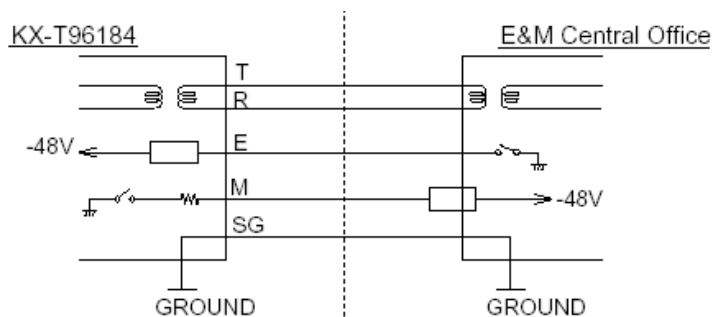 KX-T96184
E&M Central Office
T
R
-48V
E
M
-48V
SG
GROUND
GROUND